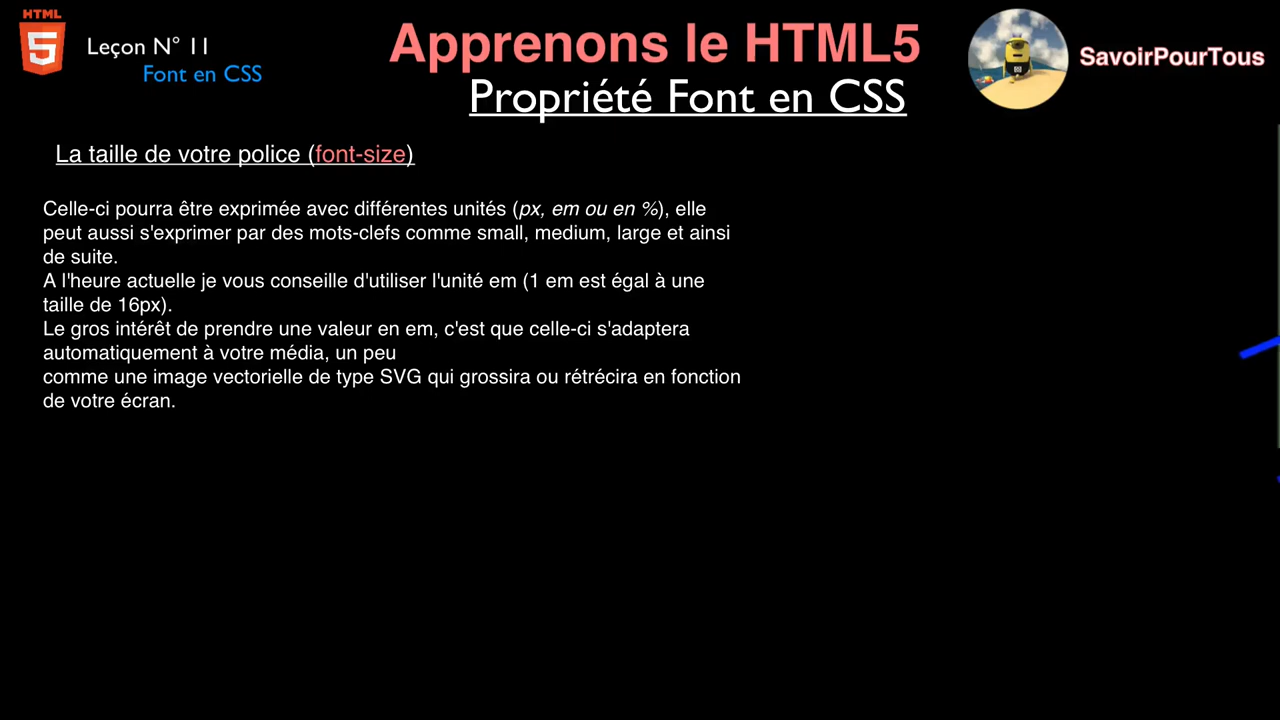 HTML
5
Leçon N° 11
Font en CSS
Apprenons le HTML5
Propriété Font en CSS
SavoirPourTous
La taille de votre police (font-size)
Celle-ci pourra être exprimée avec différentes unités (px, em ou en %), elle
peut aussi s'exprimer par des mots-clefs comme small, medium, large et ainsi
de suite.
A l'heure actuelle je vous conseille d'utiliser l'unité em (1 em est égal à une
taille de 16px).
Le gros intérêt de prendre une valeur en em, c'est que celle-ci s'adaptera
automatiquement à votre média, un peu
comme une image vectorielle de type SVG qui grossira ou rétrécira en fonction
de votre écran.